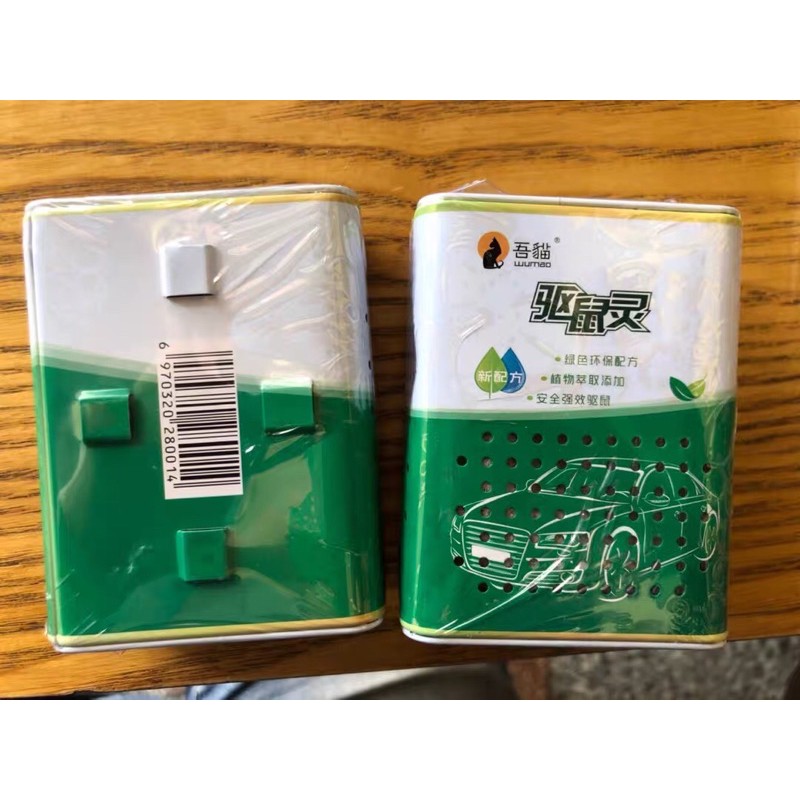 6 970320 280014
吾貓®
wumao
驱鼠灵
新配方
绿色环保配方
植物萃取添加
安全强效驱鼠